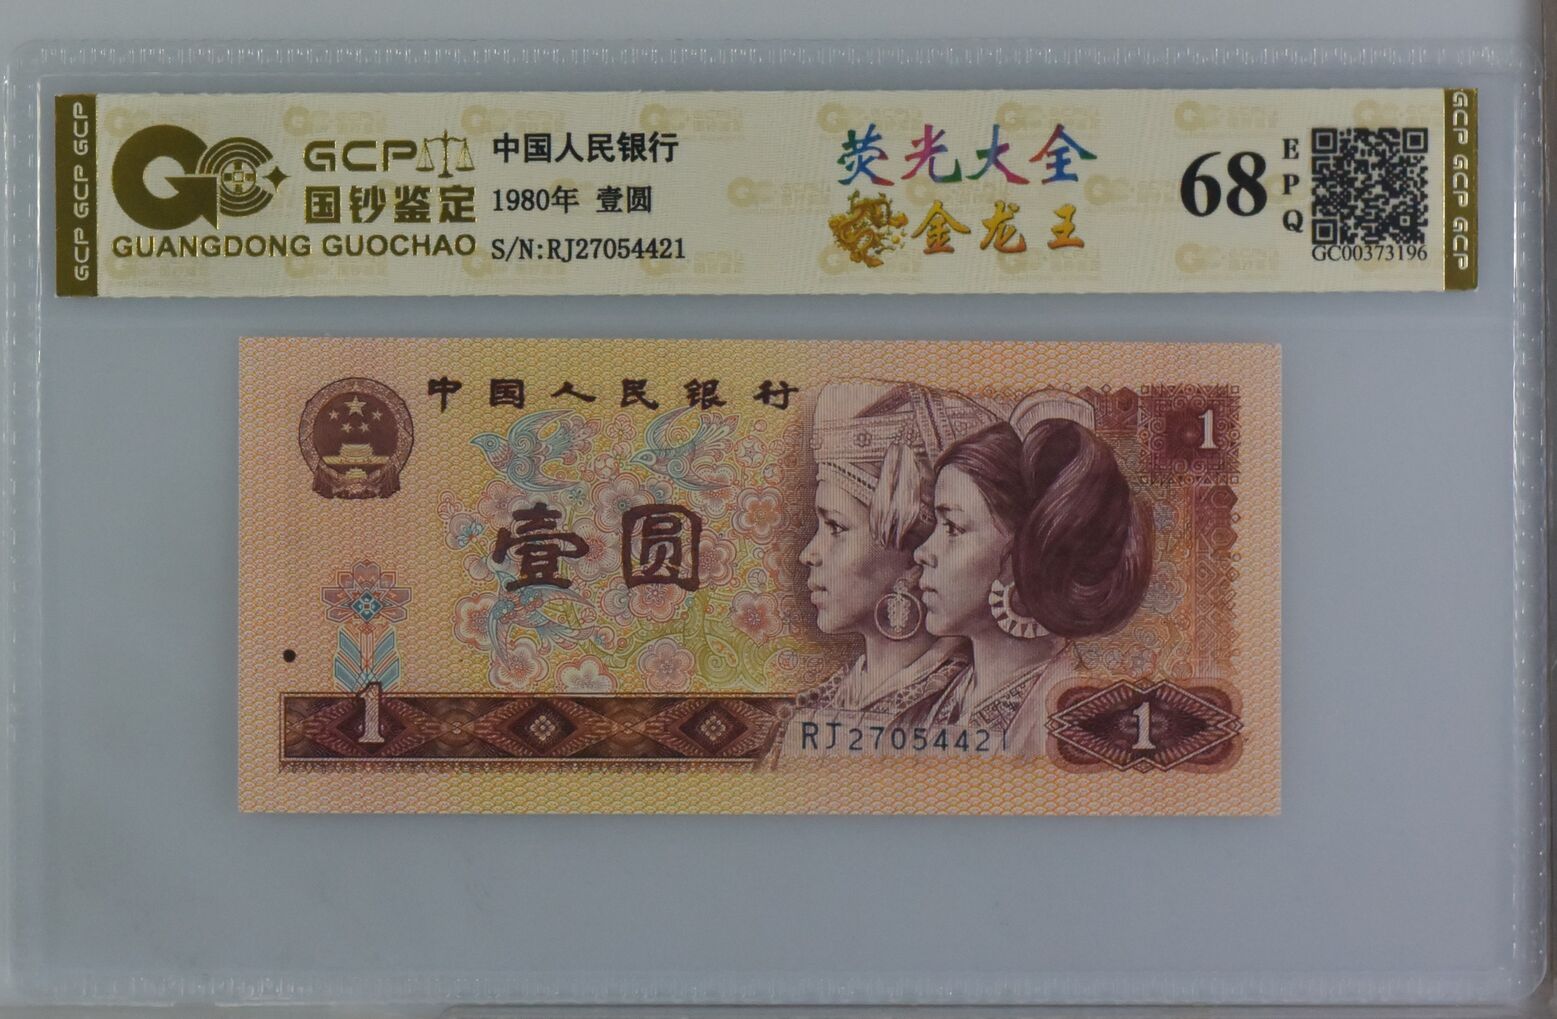 GCP GCP GCP
GCP
国钞鉴定
GUANGDONG GUOCHAO
中国人民银行
1980年 壹圆
S/N:RJ27054421
荧光大全
金龙王
68
EPQ
GC00373196
GCP GCP GCP
中国人民银行
1
壹圆
1
RJ27054421
1